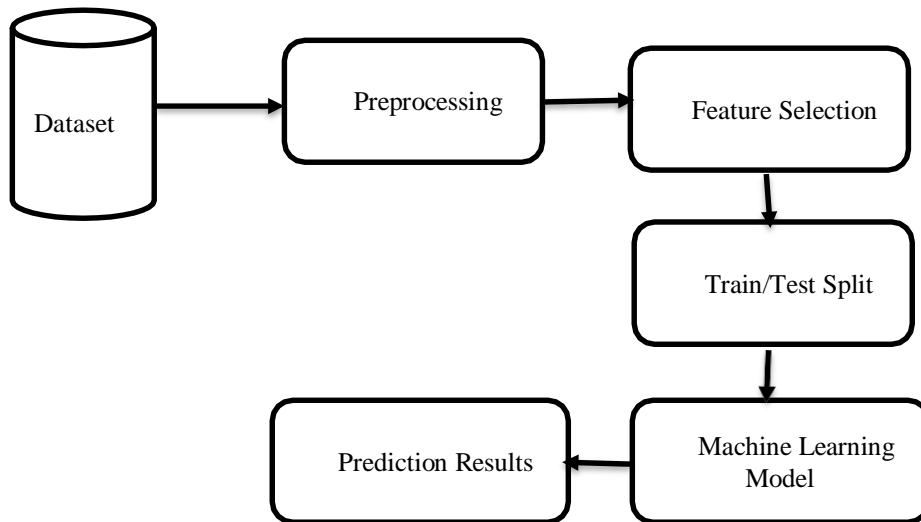 Dataset
Preprocessing
Feature Selection
Train/Test Split
Machine Learning
Model
Prediction Results